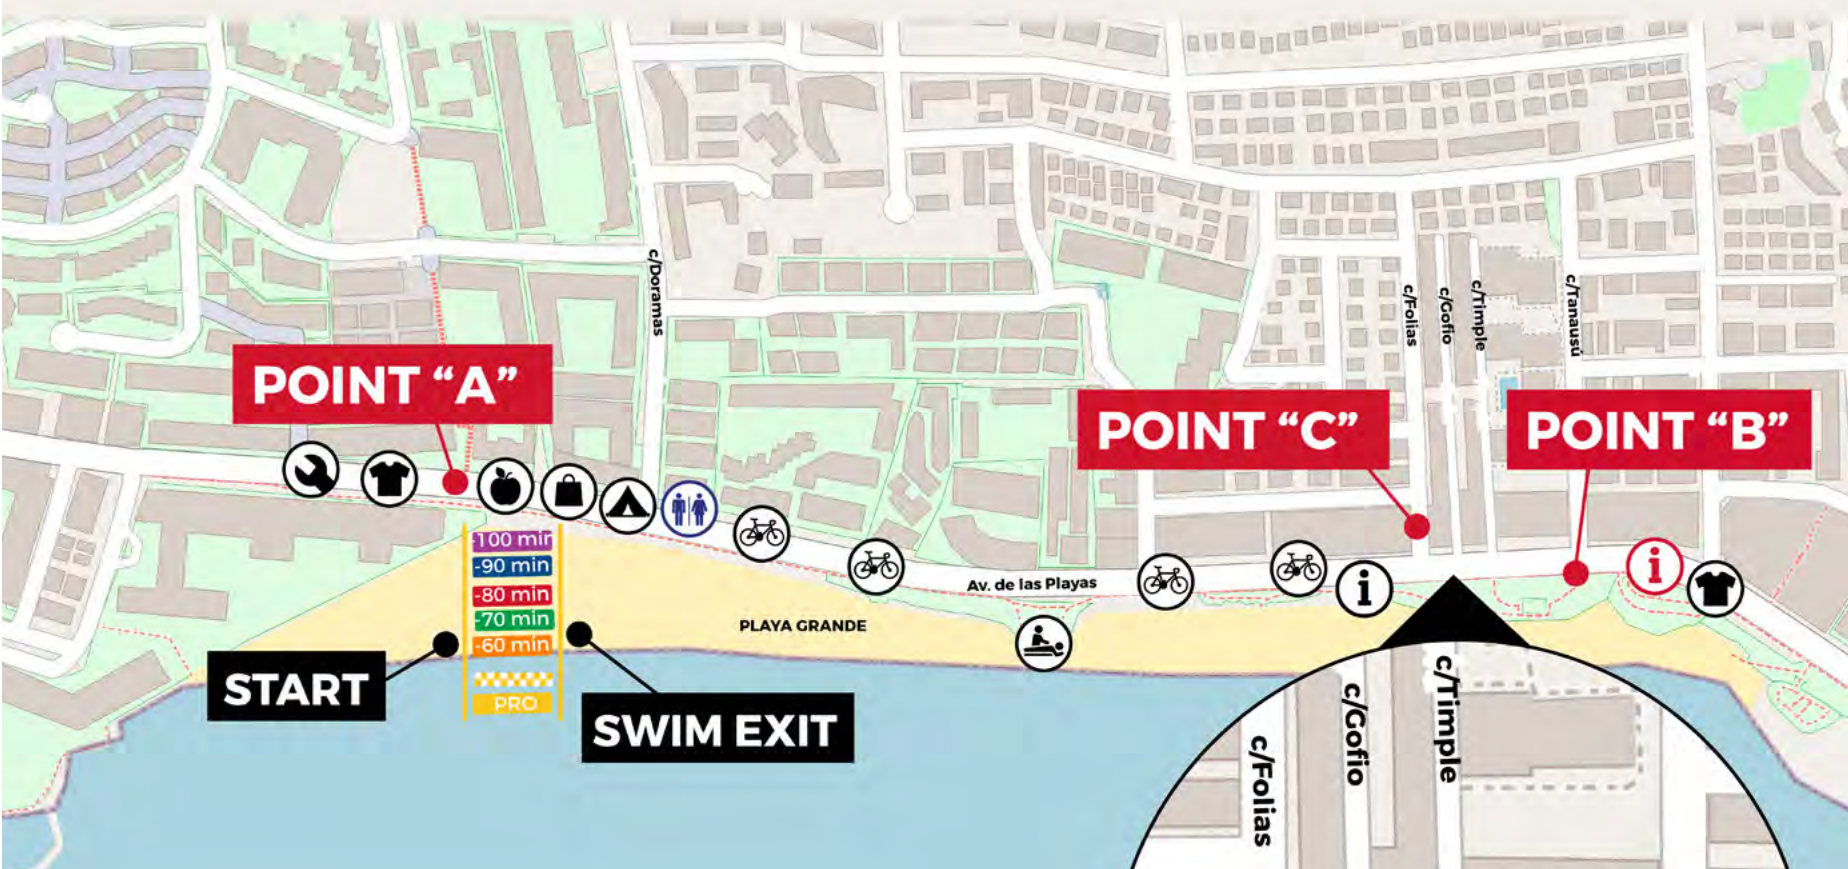 c/Doramas
c/Folias
c/Gofio
c/Timple
c/Tanausú
POINT “A”
POINT “C”
POINT “B”
-100 min
-90 min
-80 min
-70 min
-60 min
PRO
START
SWIM EXIT
Av. de las Playas
PLAYA GRANDE
i
i
c/Folias
c/Gofio
c/Timple